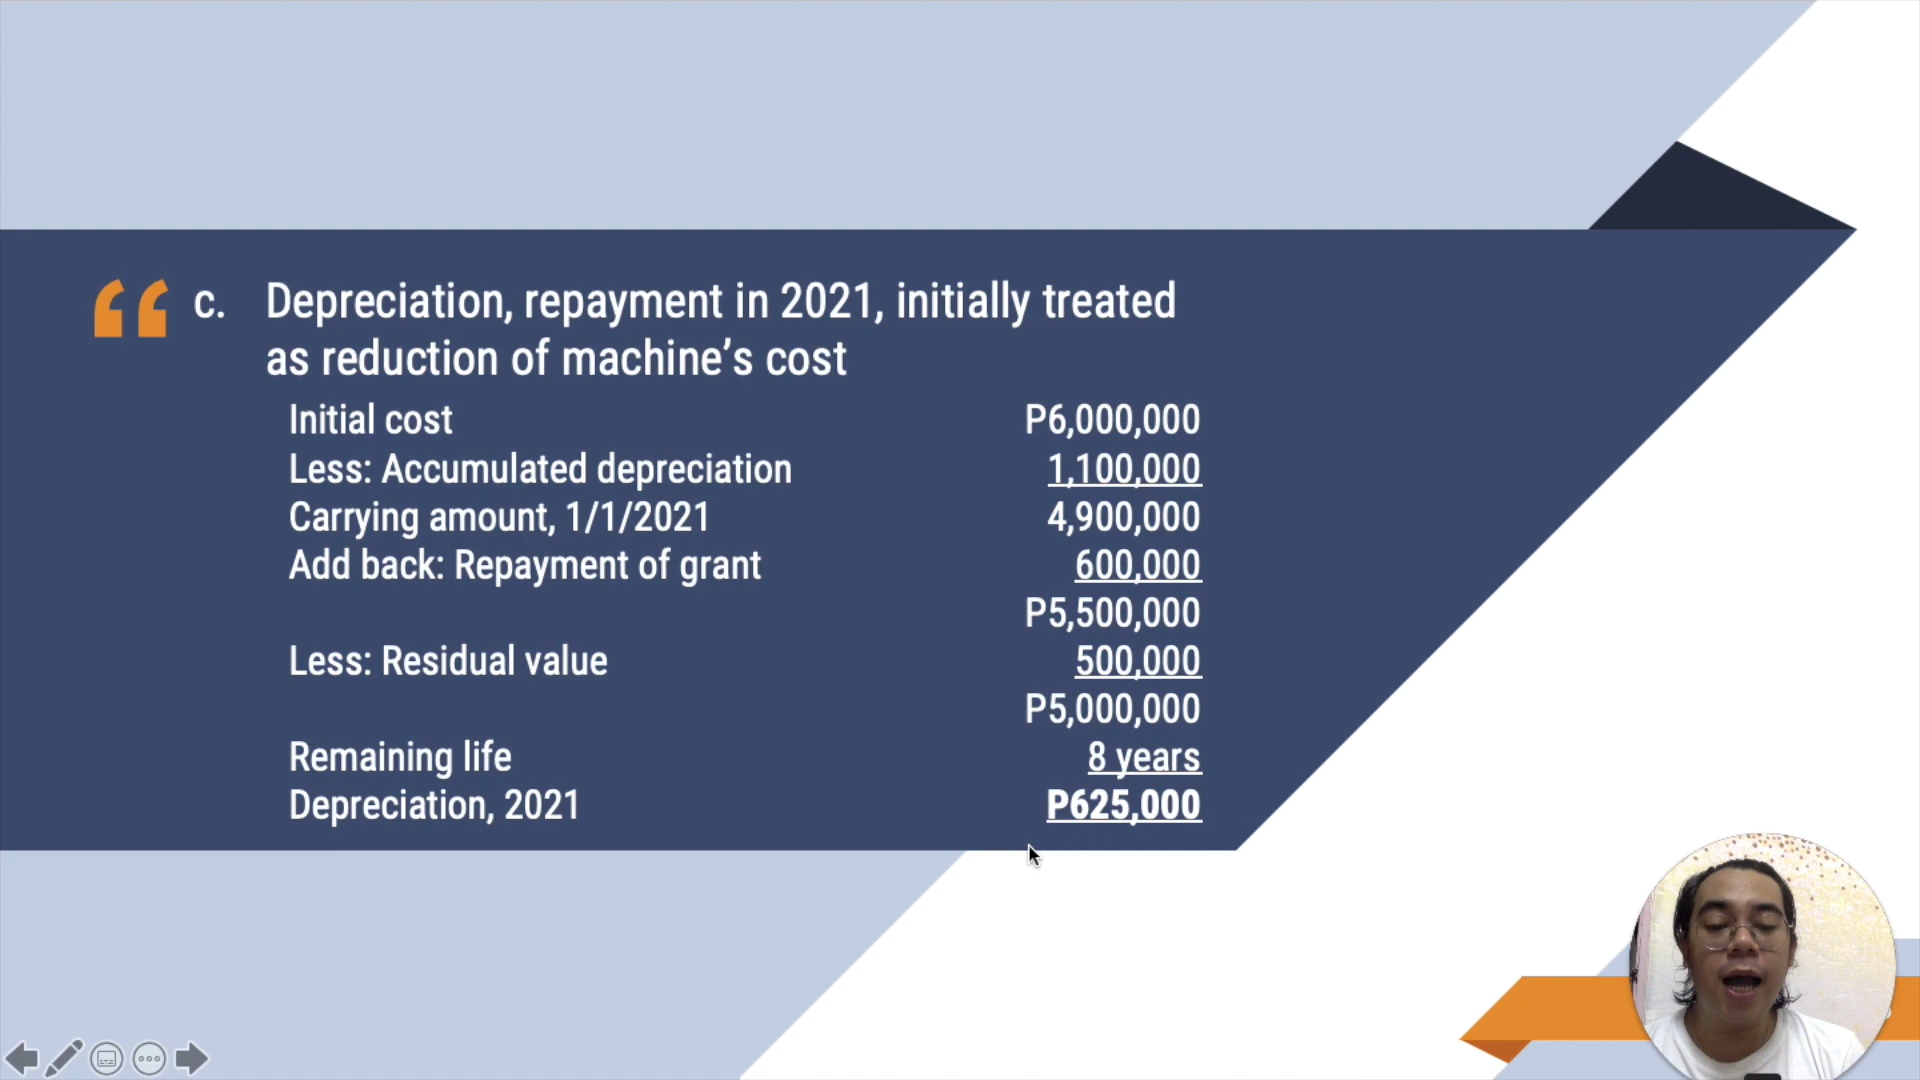 c. Depreciation, repayment in 2021, initially treated
as reduction of machine’s cost
Initial cost P6,000,000
Less: Accumulated depreciation 1,100,000
Carrying amount, 1/1/2021 4,900,000
Add back: Repayment of grant 600,000
P5,500,000
Less: Residual value 500,000
P5,000,000
Remaining life 8 years
Depreciation, 2021 P625,000